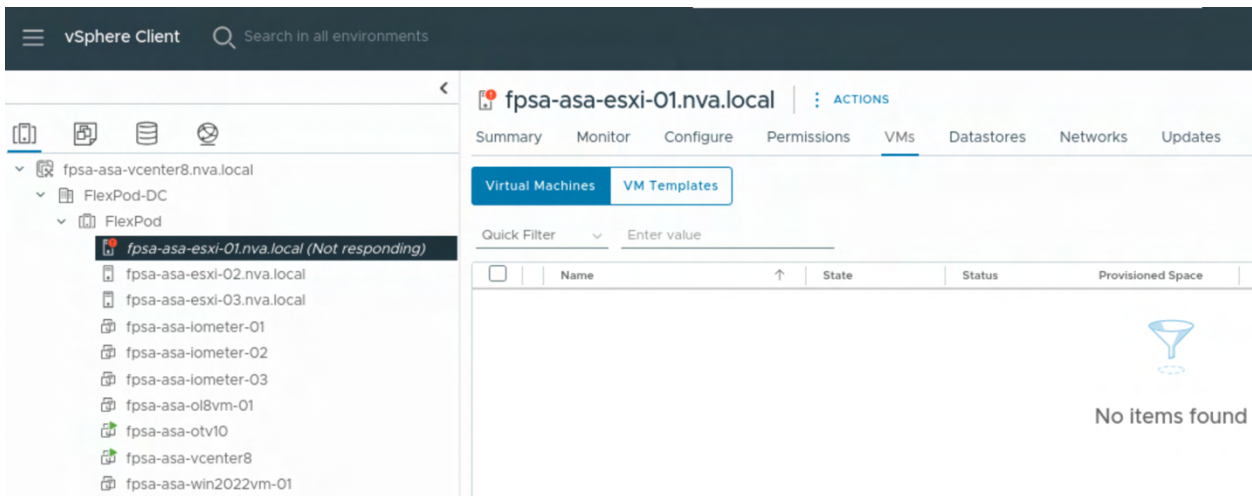 vSphere Client
Search in all environments
fpsa-asa-vcenter8.nva.local
FlexPod-DC
FlexPod
fpsa-asa-esxi-01.nva.local (Not responding)
fpsa-asa-esxi-02.nva.local
fpsa-asa-esxi-03.nva.local
fpsa-asa-iometer-01
fpsa-asa-iometer-02
fpsa-asa-iometer-03
fpsa-asa-ol8vm-01
fpsa-asa-otv10
fpsa-asa-vcenter8
fpsa-asa-win2022vm-01
fpsa-asa-esxi-01.nva.local ACTIONS
Summary Monitor Configure Permissions VMs Datastores Networks Updates
Virtual Machines VM Templates
Quick Filter Enter value
Name State Status Provisioned Space
No items found